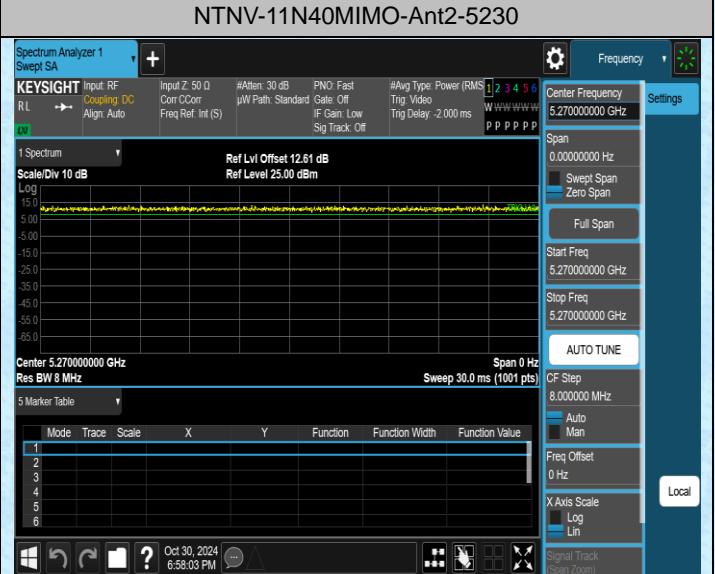 NTNV-11N40MIMO-Ant2-5230
Spectrum Analyzer 1
Swept SA
+
Frequency
KEYSIGHT
RL
LXI
Input: RF
Coupling: DC
Align: Auto
Input Z: 50 Ω
Corr CCorr
Freq Ref: Int (S)
#Atten: 30 dB
µW Path: Standard
PNO: Fast
Gate: Off
IF Gain: Low
Sig Track: Off
#Avg Type: Power (RMS
Trig: Video
Trig Delay: -2.000 ms
1 2 3 4 5 6
W W W W W W
P P P P P P
Center Frequency
5.270000000 GHz
Settings
Span
0.00000000 Hz
Swept Span
Zero Span
Full Span
Start Freq
5.270000000 GHz
Stop Freq
5.270000000 GHz
AUTO TUNE
CF Step
8.000000 MHz
Auto
Man
Freq Offset
0 Hz
X Axis Scale
Log
Lin
Signal Track
(Span Zoom)
Local
1 Spectrum
Scale/Div 10 dB
Ref Lvl Offset 12.61 dB
Ref Level 25.00 dBm
Log
15.0
5.00
-5.00
-15.0
-25.0
-35.0
-45.0
-55.0
-65.0
Center 5.270000000 GHz
Span 0 Hz
Res BW 8 MHz
Sweep 30.0 ms (1001 pts)
5 Marker Table
Mode Trace Scale X Y Function Function Width Function Value
1
2
3
4
5
6
?
Oct 30, 2024
6:58:03 PM